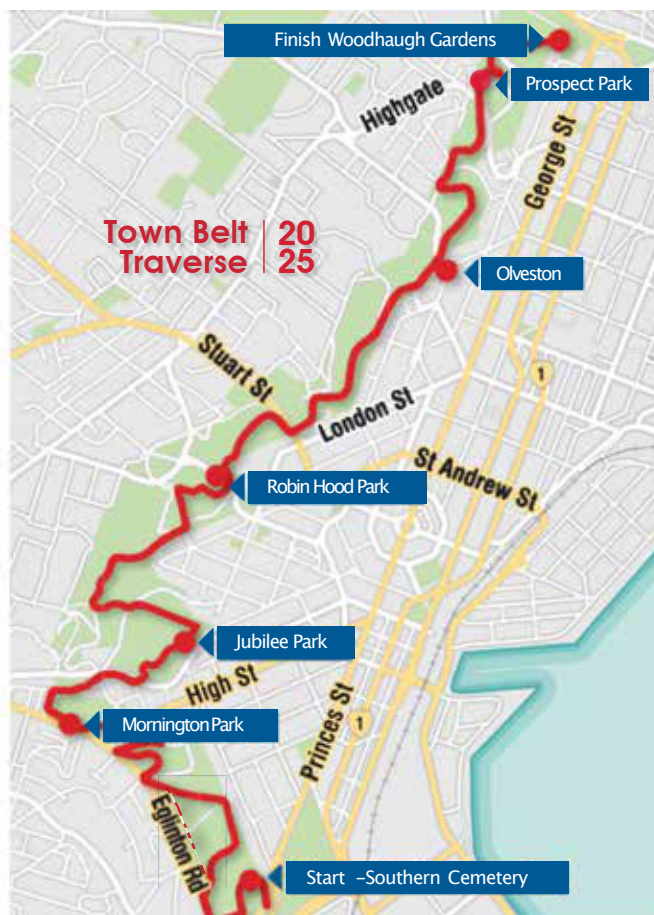 Finish Woodhaugh Gardens
Prospect Park
Highgate
George St
Town Belt | 20
Traverse | 25
Olveston
1
Stuart St
London St
St Andrew St
Robin Hood Park
Jubilee Park
High St
Mornington Park
Princes St
1
Eglinton Rd
Start –Southern Cemetery